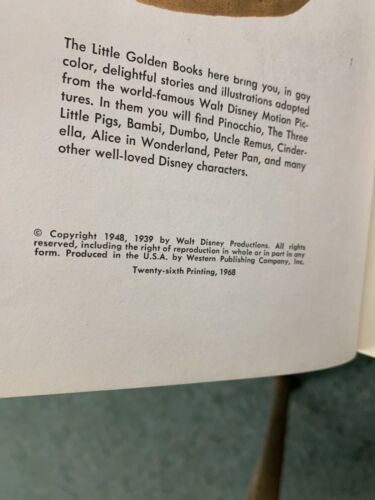 The Little Golden Books here bring you, in gay
color, delightful stories and illustrations adapted
from the world-famous Walt Disney Motion Pic-
tures. In them you will find Pinocchio, The Three
Little Pigs, Bambi, Dumbo, Uncle Remus, Cinder-
ella, Alice in Wonderland, Peter Pan, and many
other well-loved Disney characters.
© Copyright 1948, 1939 by Walt Disney Productions. All rights
reserved, including the right of reproduction in whole or in part in any
form. Produced in the U.S.A. by Western Publishing Company, Inc.
Twenty-sixth Printing, 1968